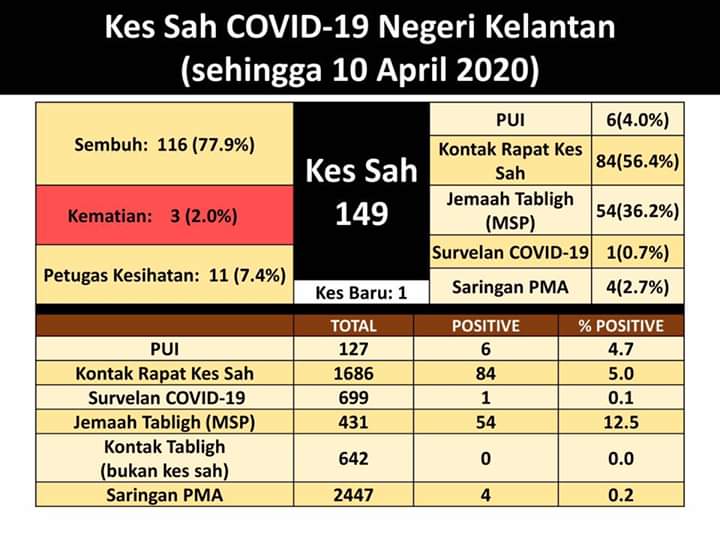 Kes Sah COVID-19 Negeri Kelantan
(sehingga 10 April 2020)
Sembuh: 116 (77.9%)
Kematian: 3 (2.0%)
Petugas Kesihatan: 11 (7.4%)
Kes Sah
149
Kes Baru: 1
PUI 6(4.0%)
Kontak Rapat Kes
Sah 84(56.4%)
Jemaah Tabligh
(MSP) 54(36.2%)
Survelan COVID-19 1(0.7%)
Saringan PMA 4(2.7%)
TOTAL POSITIVE % POSITIVE
PUI 127 6 4.7
Kontak Rapat Kes Sah 1686 84 5.0
Survelan COVID-19 699 1 0.1
Jemaah Tabligh (MSP) 431 54 12.5
Kontak Tabligh
(bukan kes sah) 642 0 0.0
Saringan PMA 2447 4 0.2